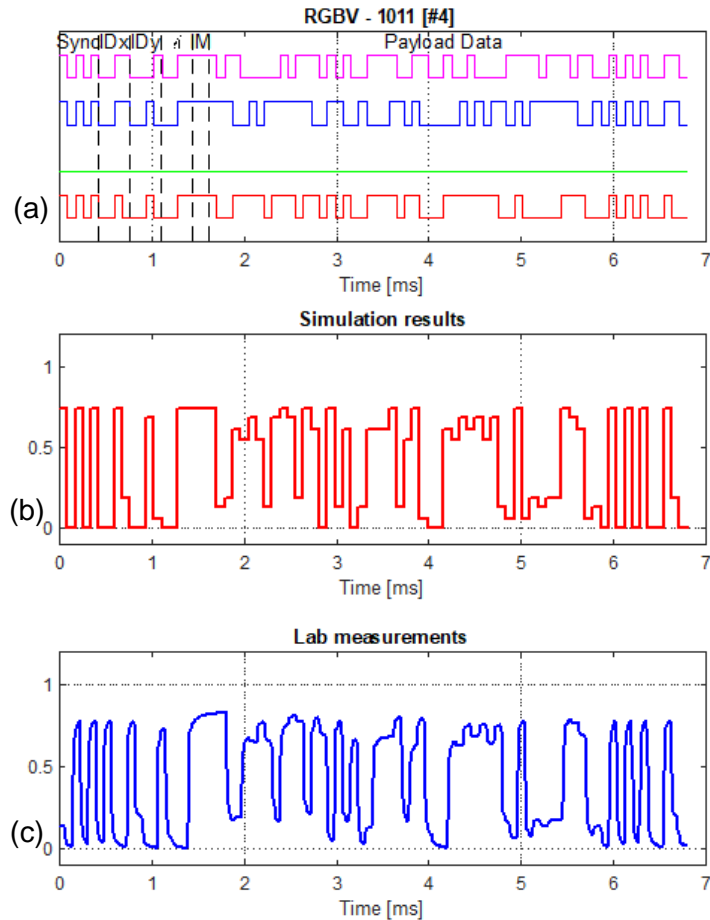 RGBV - 1011 [#4]
Sync IDx IDy IM Payload Data
(a)
0 1 2 3 4 5 6 7
Time [ms]
Simulation results
1
0.5
0
(b)
0 1 2 3 4 5 6 7
Time [ms]
Lab measurements
1
0.5
0
(c)
0 1 2 3 4 5 6 7
Time [ms]